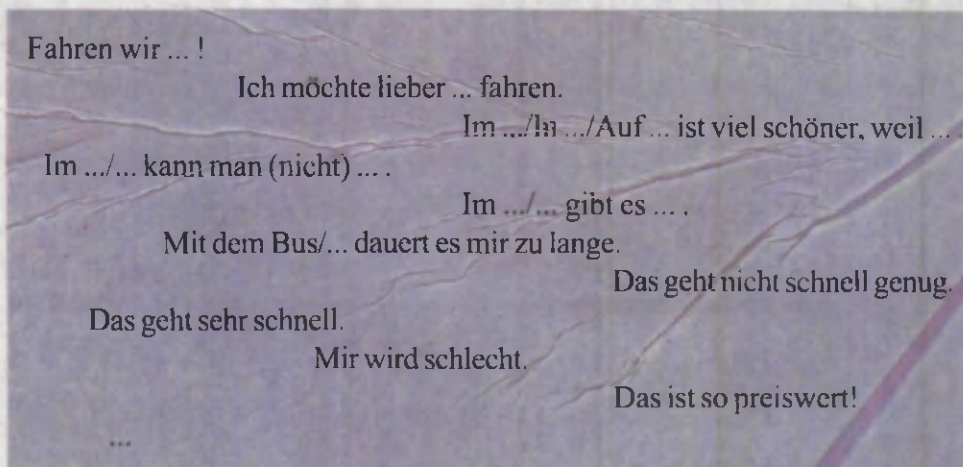 Fahren wir ... !
Ich möchte lieber ... fahren.
Im .../In .../Auf ... ist viel schöner, weil ... .
Im .../... kann man (nicht) ... .
Im .../... gibt es ... .
Mit dem Bus/... dauert es mir zu lange.
Das geht nicht schnell genug.
Das geht sehr schnell.
Mir wird schlecht.
Das ist so preiswert!
...